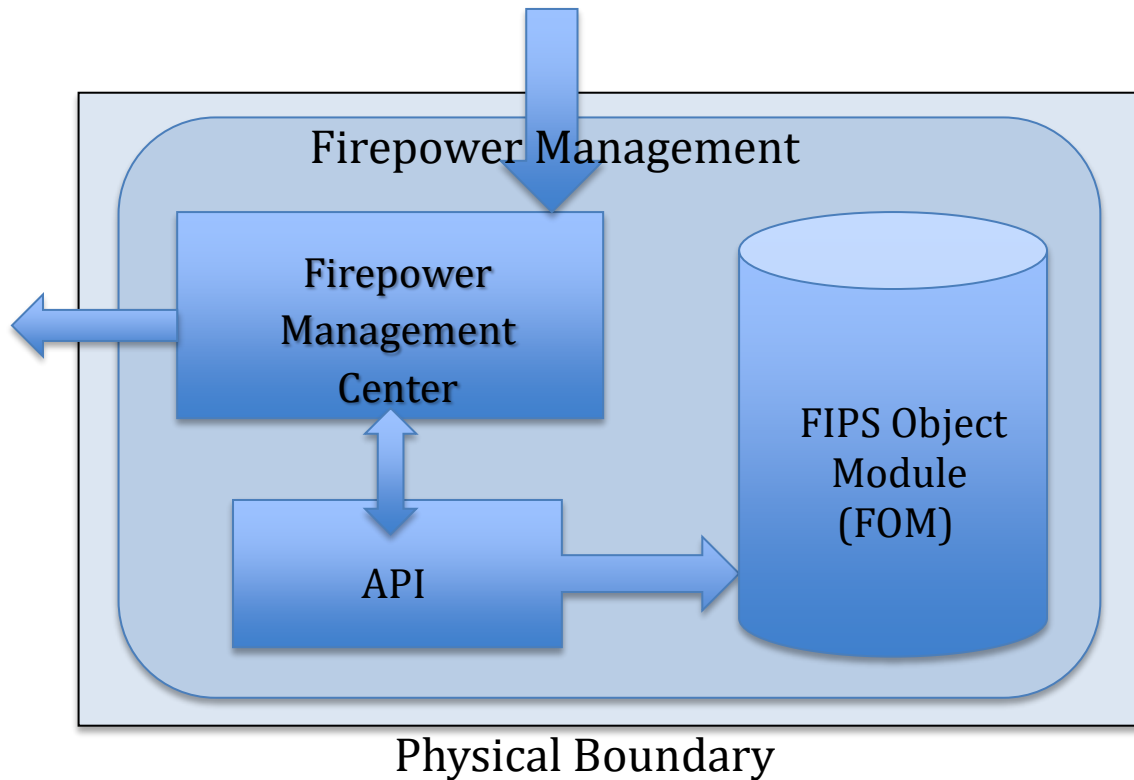 Firepower Management
Firepower
Management
Center
FIPS Object
Module
(FOM)
API
Physical Boundary